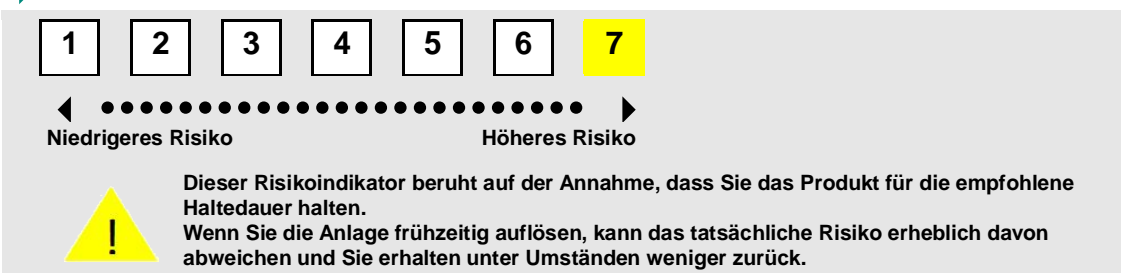 1 2 3 4 5 6 7
Niedrigeres Risiko Höheres Risiko
Dieser Risikoindikator beruht auf der Annahme, dass Sie das Produkt für die empfohlene
Haltedauer halten.
! Wenn Sie die Anlage frühzeitig auflösen, kann das tatsächliche Risiko erheblich davon
abweichen und Sie erhalten unter Umständen weniger zurück.